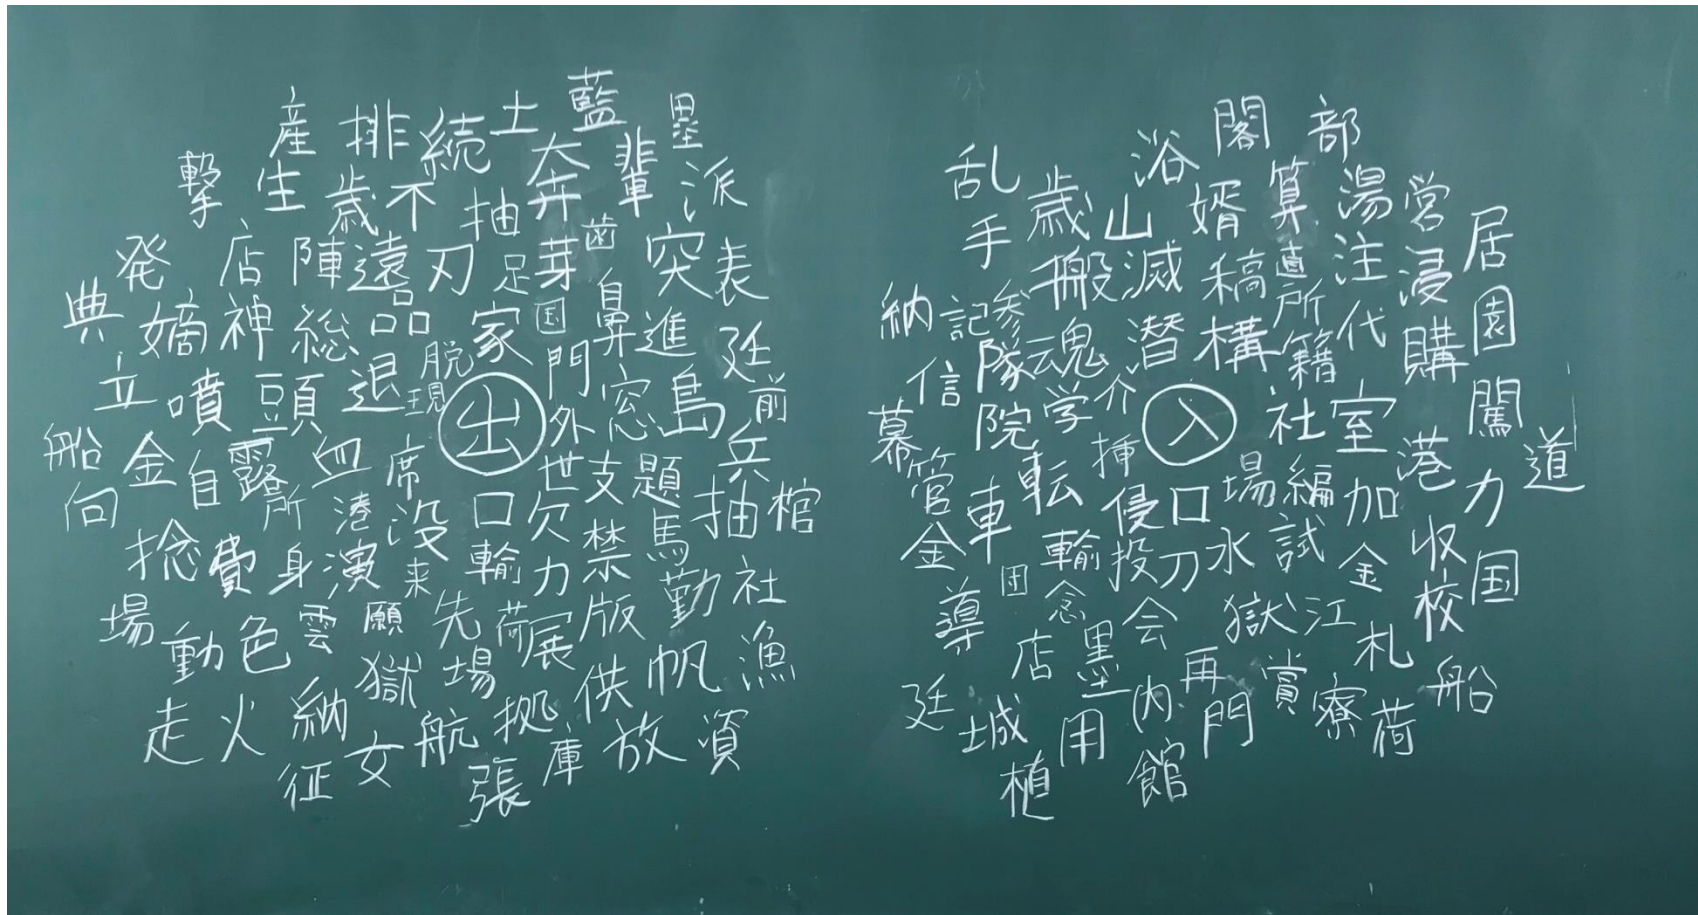 産 排 続 土 藍 塁
撃 生 歳 不 抽 奔 輩 派
発 店 陣 遠 刃 足 芽 歯 突 表
典 嫡 神 総 品 家 国 鼻 進 廷
立 噴 頭 退 脱 現 出 門 窓 島 前
船 金 自 露 血 席 外 世 支 題 兵
向 所 港 没 口 欠 禁 馬 抽 棺
捻 費 身 演 来 輸 力 勤 社
場 動 色 雲 願 先 荷 展 版
走 火 納 獄 場 拠 供 帆 漁
征 女 航 張 庫 放 資
乱 浴 閣 部
手 歳 山 婿 算 湯 営
搬 滅 稿 直 注 浸 居
納 記 参 魂 潜 構 所 代 園
信 隊 学 介 入 籍 購
幕 院 挿 社 室 闖
管 車 転 侵 口 場 編 加 港 力 道
金 団 輸 投 刀 水 試 金 収 国
導 念 会 獄 江 校
店 墨 再 札
廷 城 用 内 門 賞 寮 荷 船
植 館